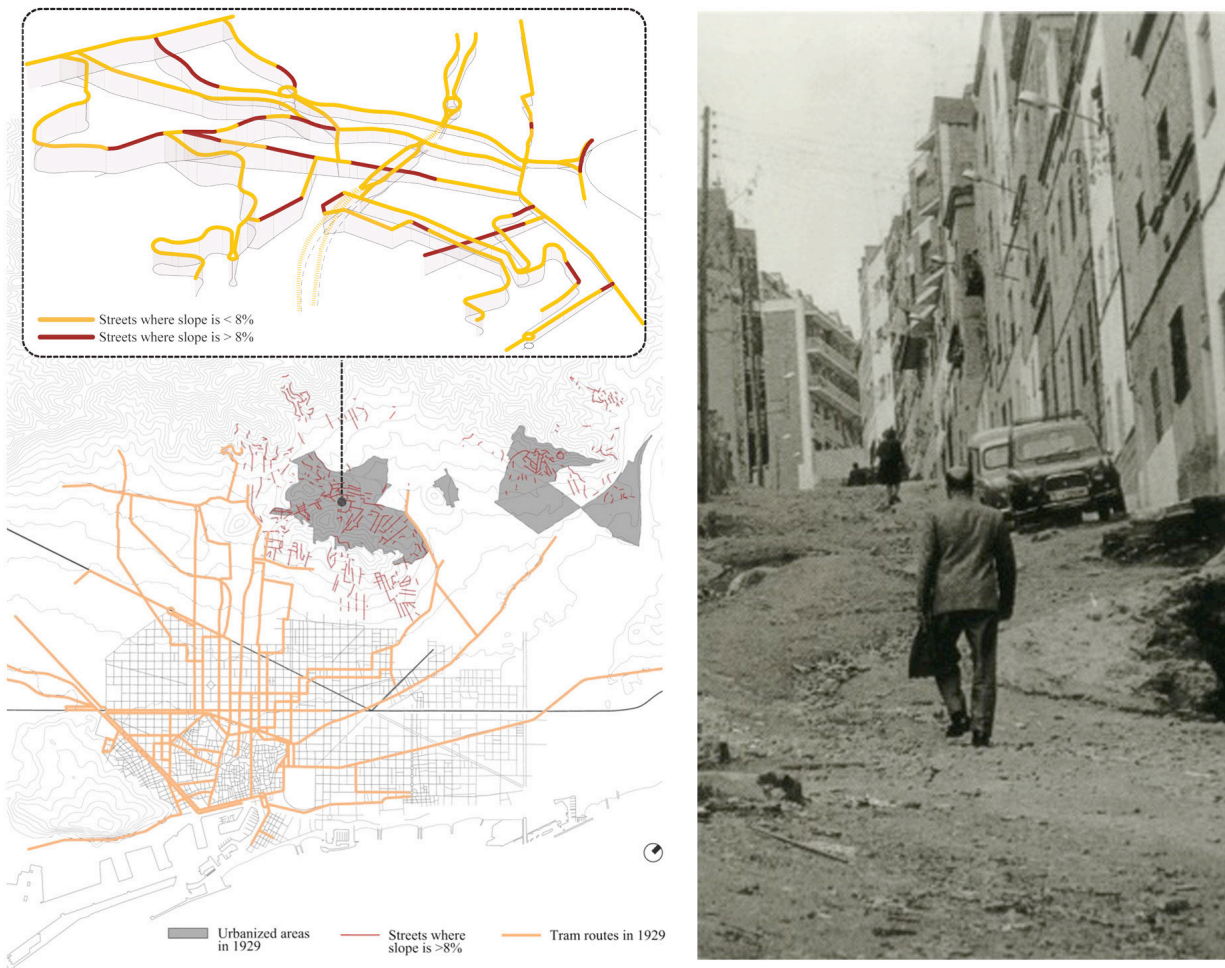 Streets where slope is < 8%
Streets where slope is > 8%
Urbanized areas
in 1929
Streets where
slope is >8%
Tram routes in 1929